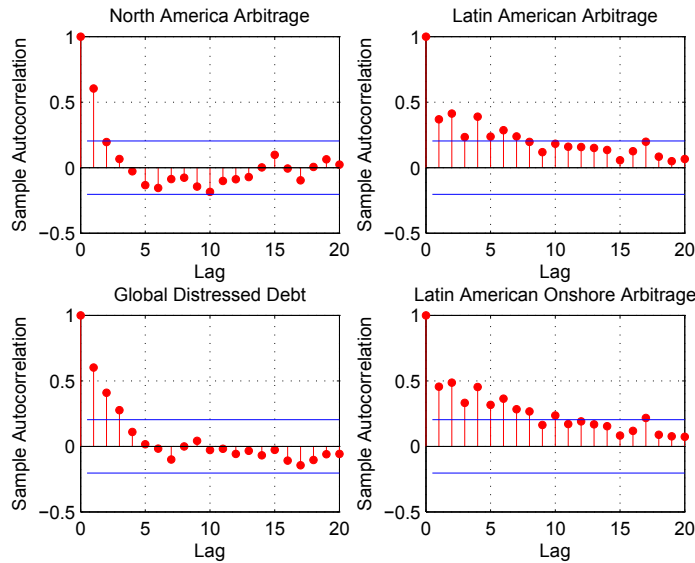 North America Arbitrage
Latin American Arbitrage
1
0.5
0
−0.5
Sample Autocorrelation
0 5 10 15 20
Lag
1
0.5
0
−0.5
Sample Autocorrelation
0 5 10 15 20
Lag
Global Distressed Debt
Latin American Onshore Arbitrage
1
0.5
0
−0.5
Sample Autocorrelation
0 5 10 15 20
Lag
1
0.5
0
−0.5
Sample Autocorrelation
0 5 10 15 20
Lag